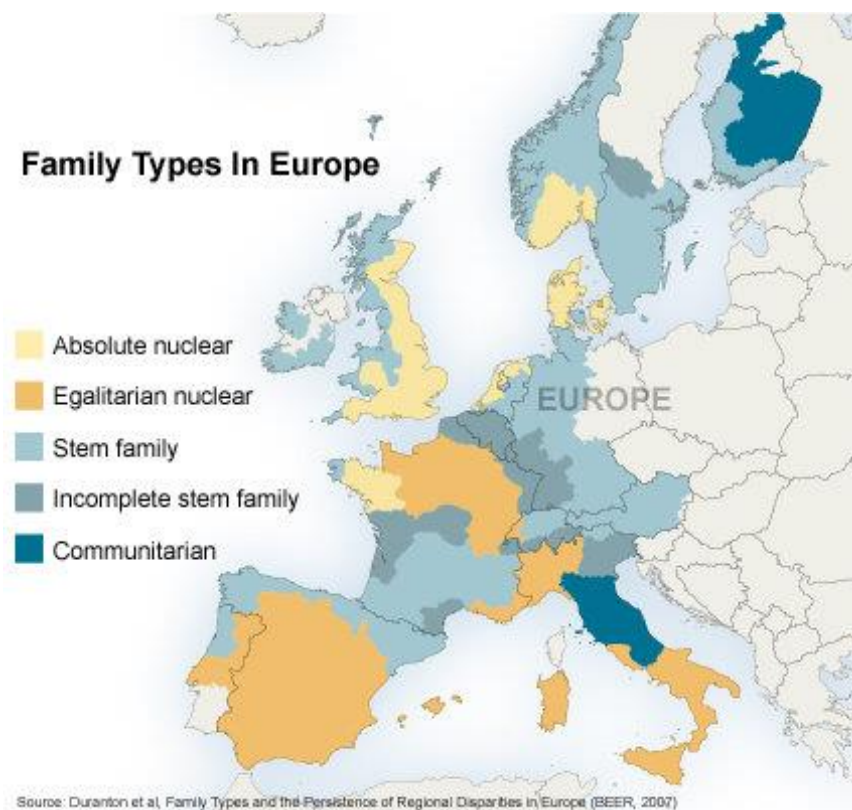 Family Types In Europe
Absolute nuclear
Egalitarian nuclear
Stem family
Incomplete stem family
Communitarian
EUROPE
Source: Duranton et al, Family Types and the Persistence of Regional Disparities in Europe (BEER, 2007)